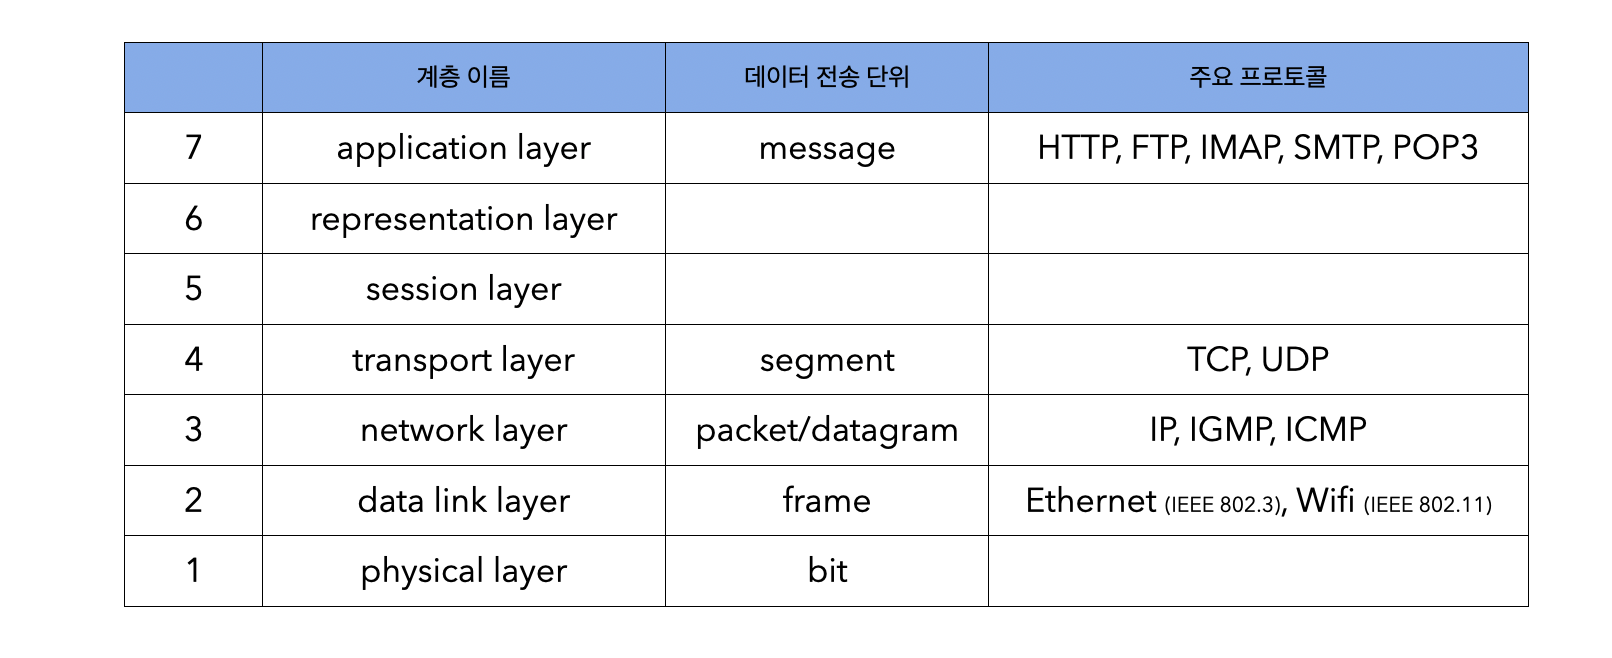 계층 이름 데이터 전송 단위 주요 프로토콜
7 application layer message HTTP, FTP, IMAP, SMTP, POP3
6 representation layer
5 session layer
4 transport layer segment TCP, UDP
3 network layer packet/datagram IP, IGMP, ICMP
2 data link layer frame Ethernet (IEEE 802.3), Wifi (IEEE 802.11)
1 physical layer bit